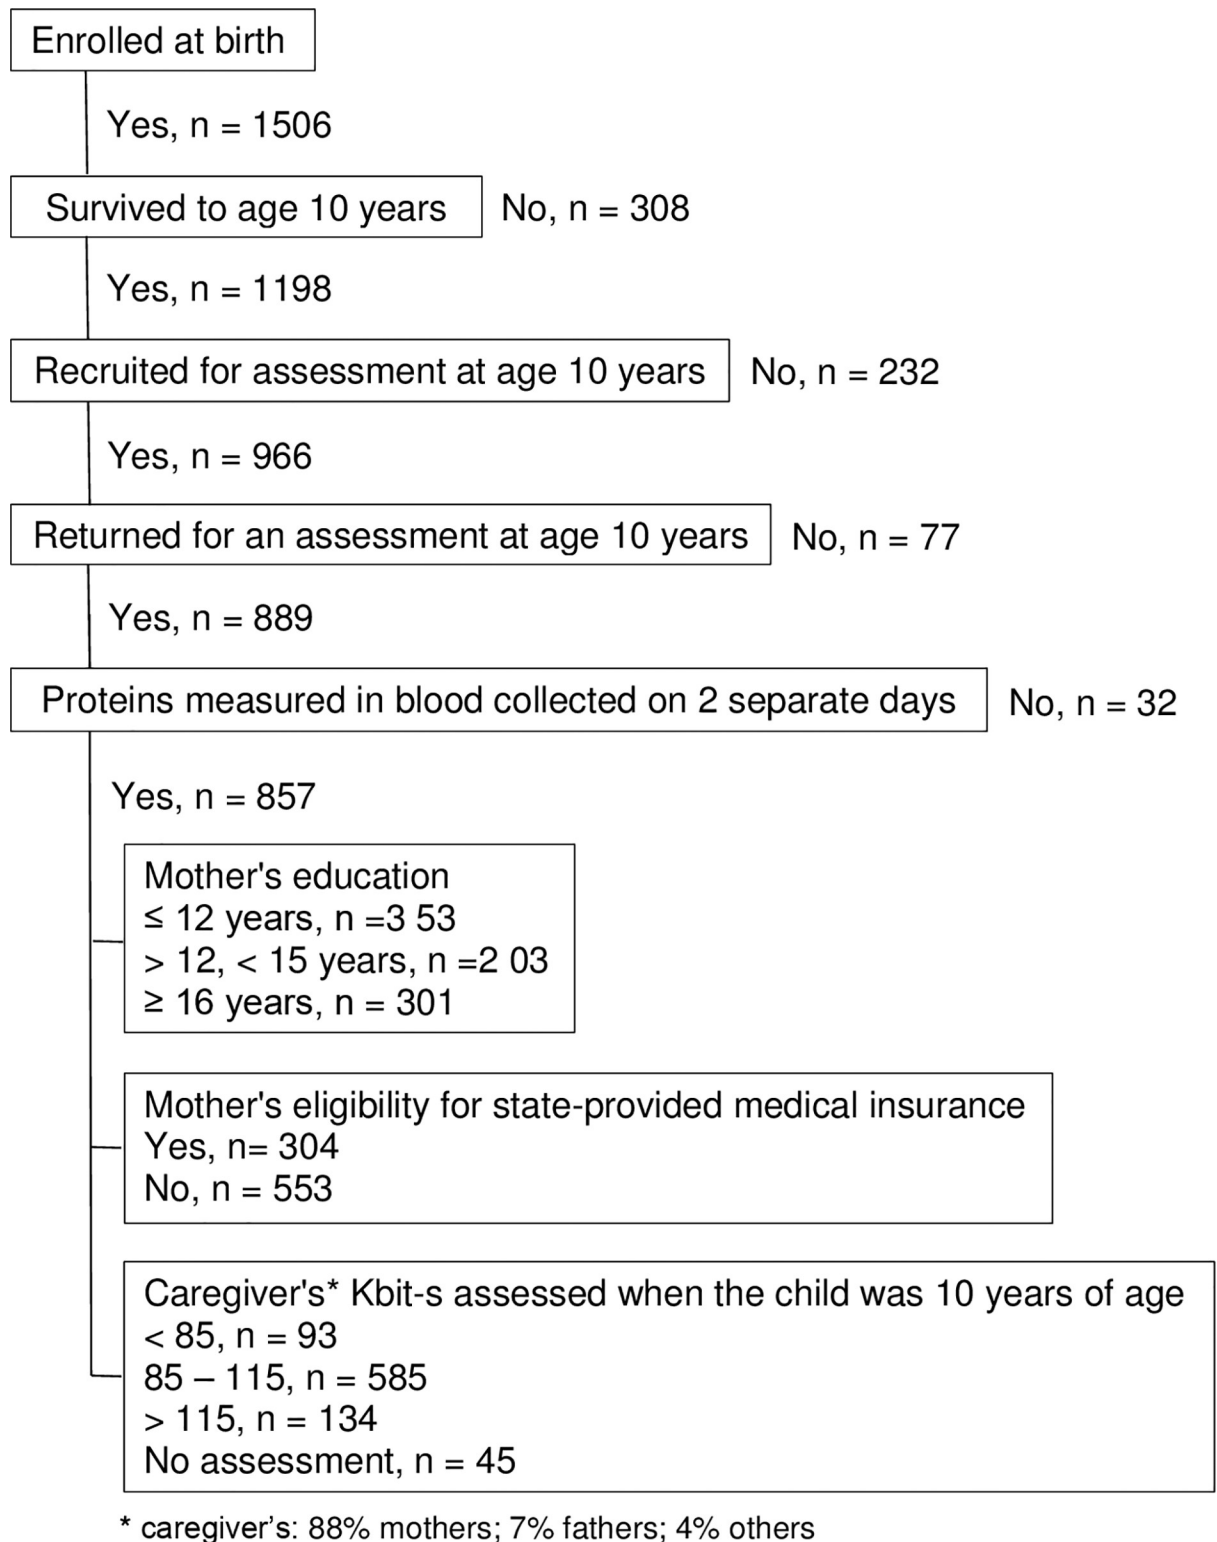 Enrolled at birth
Yes, n = 1506
Survived to age 10 years
No, n = 308
Yes, n = 1198
Recruited for assessment at age 10 years
No, n = 232
Yes, n = 966
Returned for an assessment at age 10 years
No, n = 77
Yes, n = 889
Proteins measured in blood collected on 2 separate days
No, n = 32
Yes, n = 857
Mother's education
≤ 12 years, n =3 53
> 12, < 15 years, n =2 03
≥ 16 years, n = 301
Mother's eligibility for state-provided medical insurance
Yes, n= 304
No, n = 553
Caregiver's* Kbit-s assessed when the child was 10 years of age
< 85, n = 93
85 – 115, n = 585
> 115, n = 134
No assessment, n = 45
* caregiver’s: 88% mothers; 7% fathers; 4% others